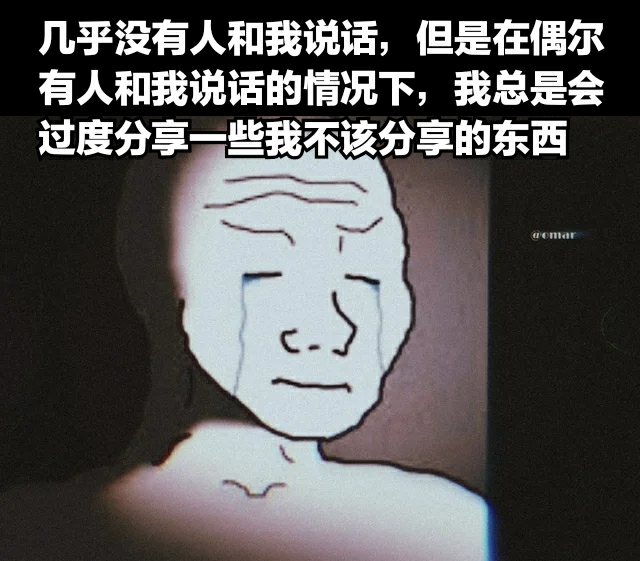 几乎没有人和我说话，但是在偶尔
有人和我说话的情况下，我总是会
过度分享一些我不该分享的东西
@omar